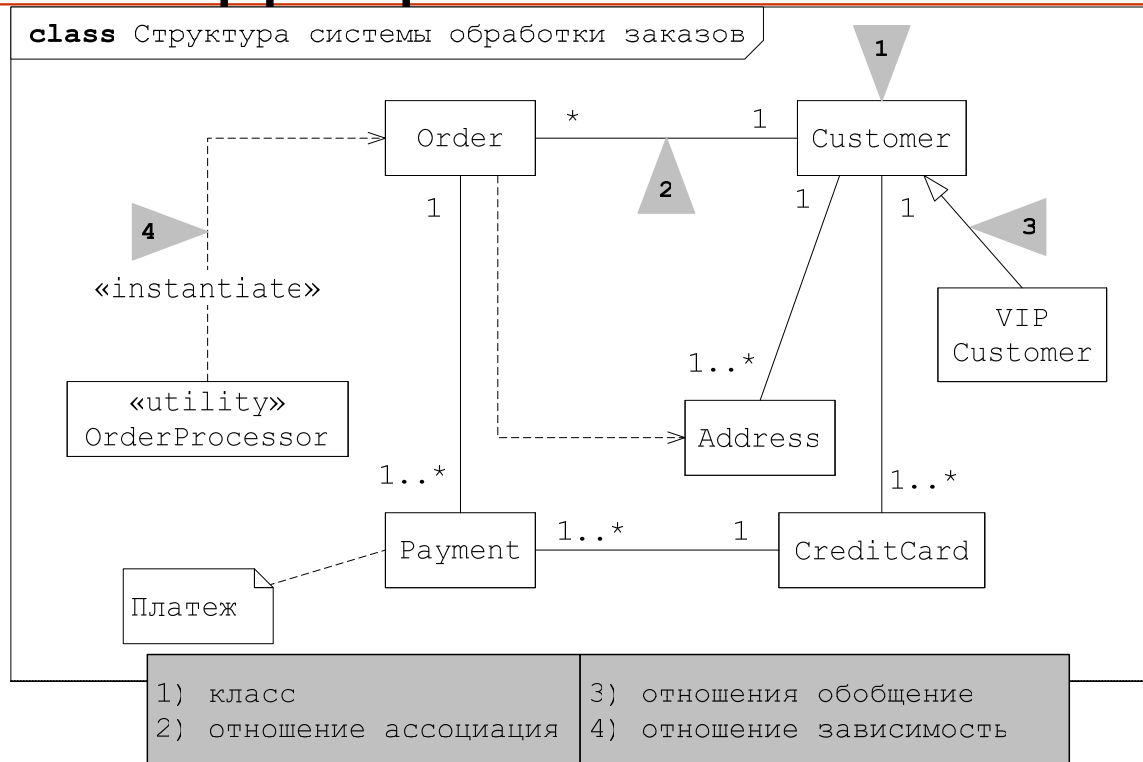 class Структура системы обработки заказов
1
Order
*
1
Customer
2
1
1
1
3
4
«instantiate»
VIP
Customer
1..*
«utility»
OrderProcessor
Address
1..*
1..*
Payment
1..*
1
CreditCard
Платеж
1) класс
2) отношение ассоциация
3) отношения обобщение
4) отношение зависимость